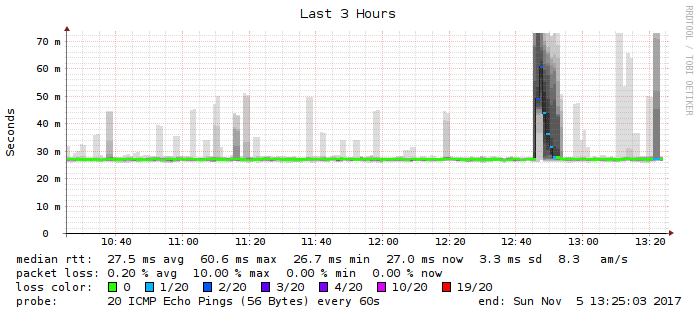 Last 3 Hours
RRDTOOL / TOBI OETIKER
Seconds
70 m
60 m
50 m
40 m
30 m
20 m
10 m
0
10:40 11:00 11:20 11:40 12:00 12:20 12:40 13:00 13:20
median rtt: 27.5 ms avg 60.6 ms max 26.7 ms min 27.0 ms now 3.3 ms sd 8.3 am/s
packet loss: 0.20 % avg 10.00 % max 0.00 % min 0.00 % now
loss color: 0 1/20 2/20 3/20 4/20 10/20 19/20
probe: 20 ICMP Echo Pings (56 Bytes) every 60s end: Sun Nov 5 13:25:03 2017